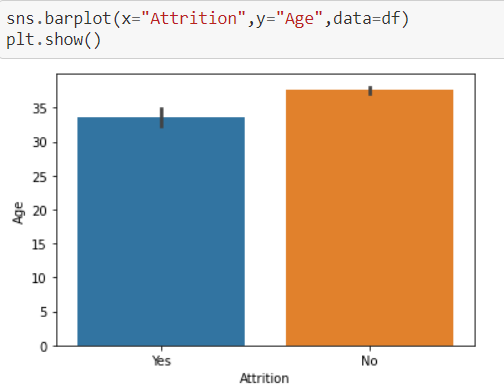 sns.barplot(x="Attrition",y="Age",data=df)
plt.show()
35
30
25
20
15
10
5
0
Age
Yes
No
Attrition